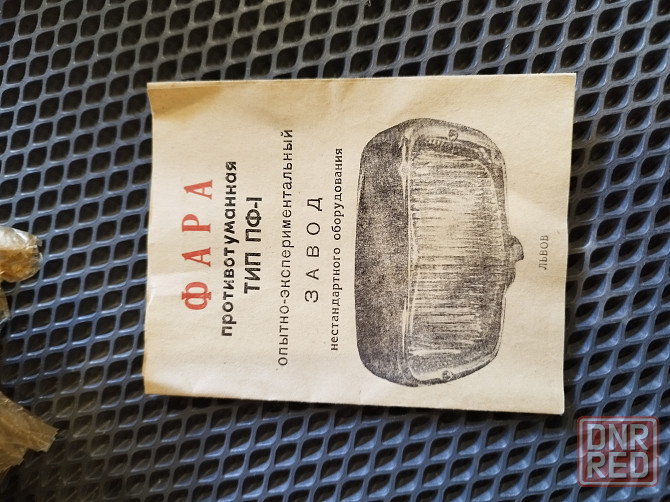 ФАРА
противотуманная
ТИП ПФ-1
ОПЫТНО-ЭКСПЕРИМЕНТАЛЬНЫЙ
ЗАВОД
нестандартного оборудования
ЛЬВОВ
DNR
RED